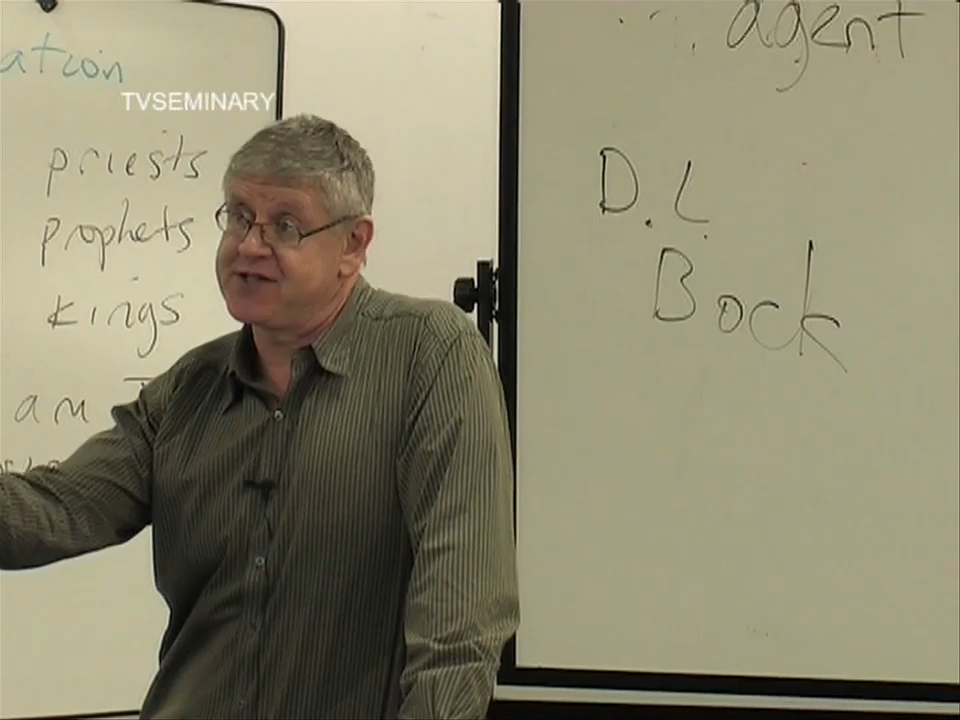 ation
TVSEMINARY
priests
prophets
kings
am
agent
D. L.
Bock